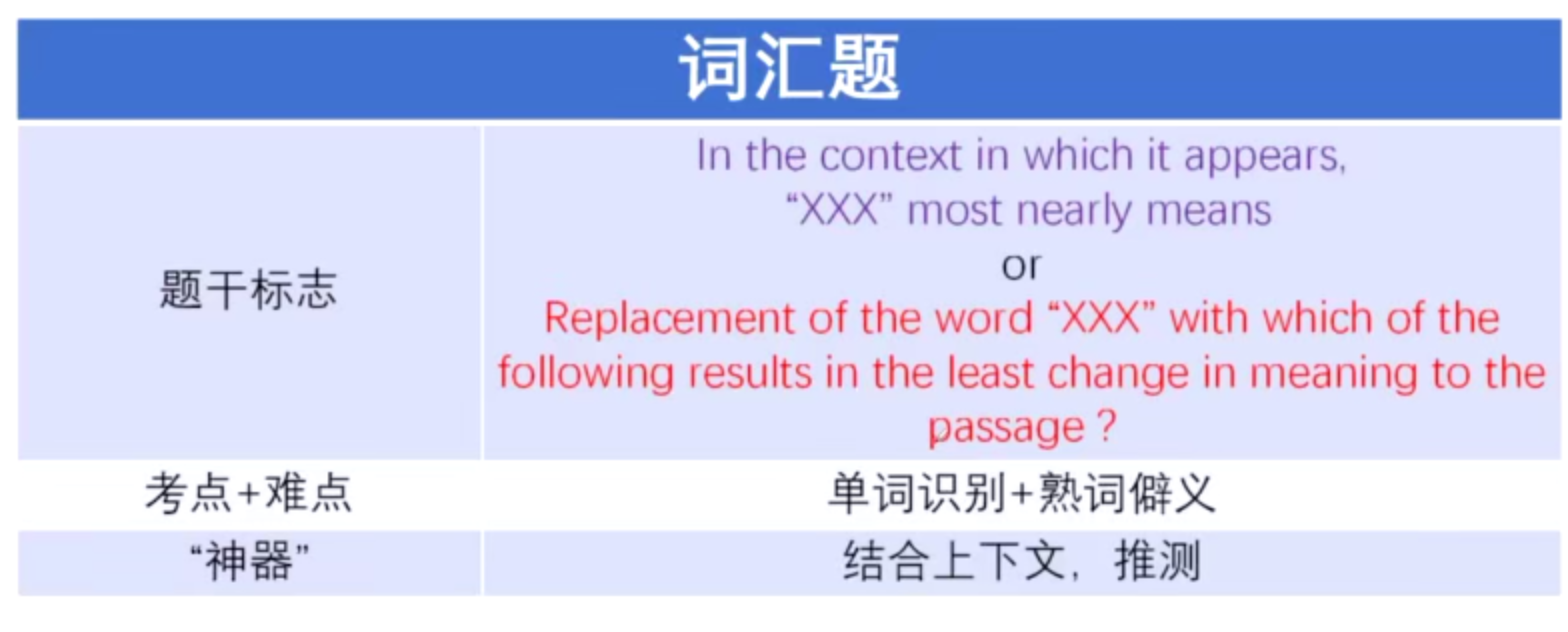 词汇题
题干标志
In the context in which it appears,
“XXX” most nearly means
or
Replacement of the word “XXX” with which of the
following results in the least change in meaning to the
passage？
考点+难点
单词识别+熟词僻义
“神器”
结合上下文，推测